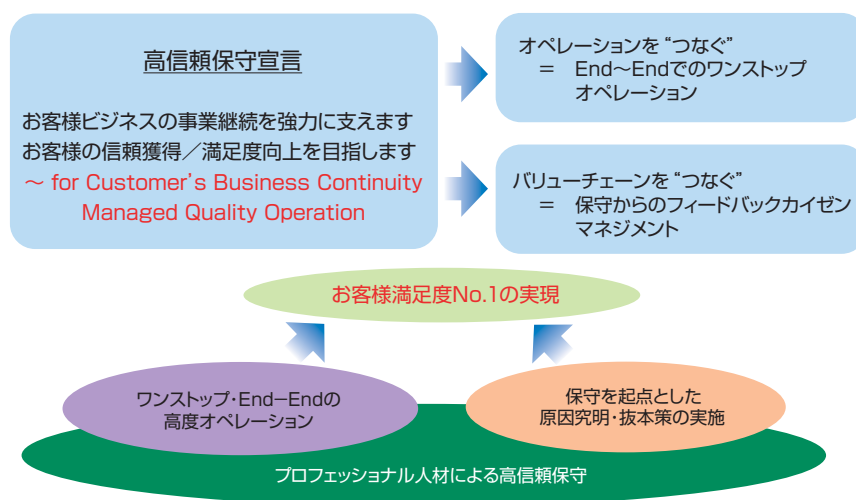 高信頼保守宣言
お客様ビジネスの事業継続を強力に支えます
お客様の信頼獲得／満足度向上を目指します
～ for Customer's Business Continuity
Managed Quality Operation
オペレーションを“つなぐ”
＝ End～Endでのワンストップ
オペレーション
バリューチェーンを“つなぐ”
＝ 保守からのフィードバックカイゼン
マネジメント
お客様満足度No.1の実現
ワンストップ・End－Endの
高度オペレーション
保守を起点とした
原因究明・抜本策の実施
プロフェッショナル人材による高信頼保守